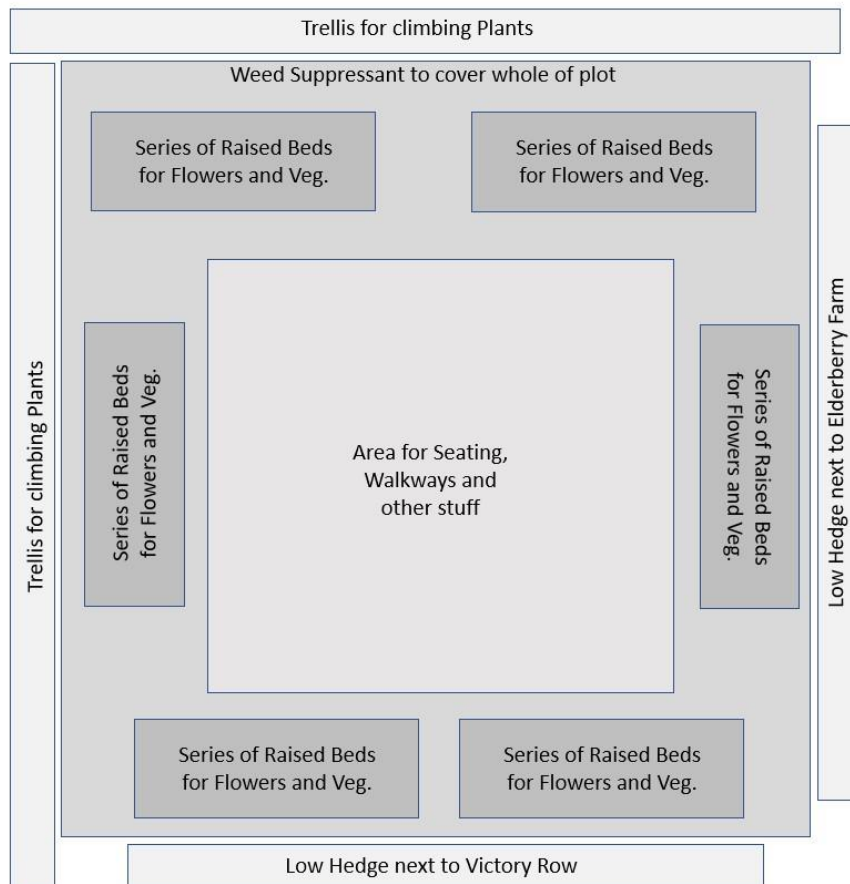 Trellis for climbing Plants
Weed Suppressant to cover whole of plot
Series of Raised Beds
for Flowers and Veg.
Series of Raised Beds
for Flowers and Veg.
Trellis for climbing Plants
Series of Raised Beds
for Flowers and Veg.
Area for Seating,
Walkways and
other stuff
Series of Raised Beds
for Flowers and Veg.
Low Hedge next to Elderberry Farm
Series of Raised Beds
for Flowers and Veg.
Series of Raised Beds
for Flowers and Veg.
Low Hedge next to Victory Row